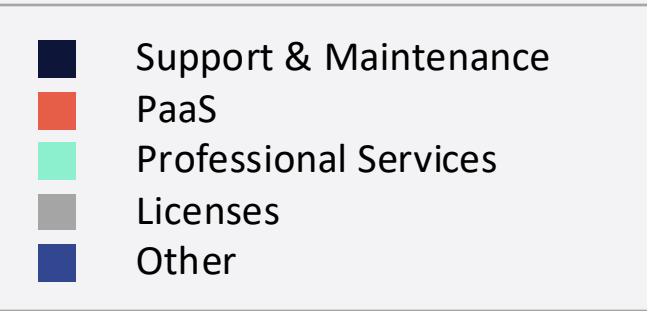 Support & Maintenance
PaaS
Professional Services
Licenses
Other